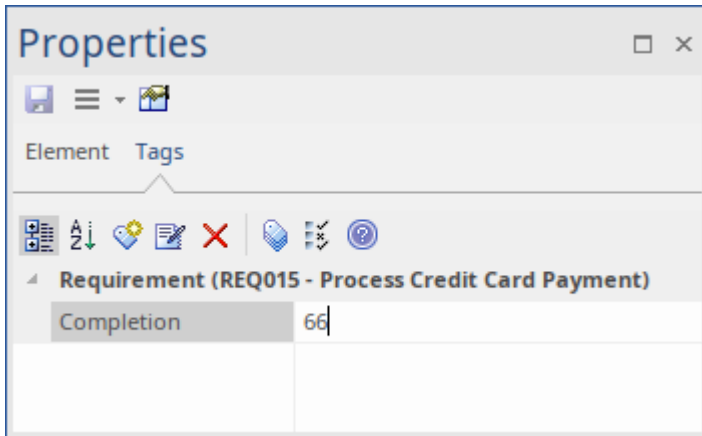 Properties
Element Tags
Requirement (REQ015 - Process Credit Card Payment)
Completion 66